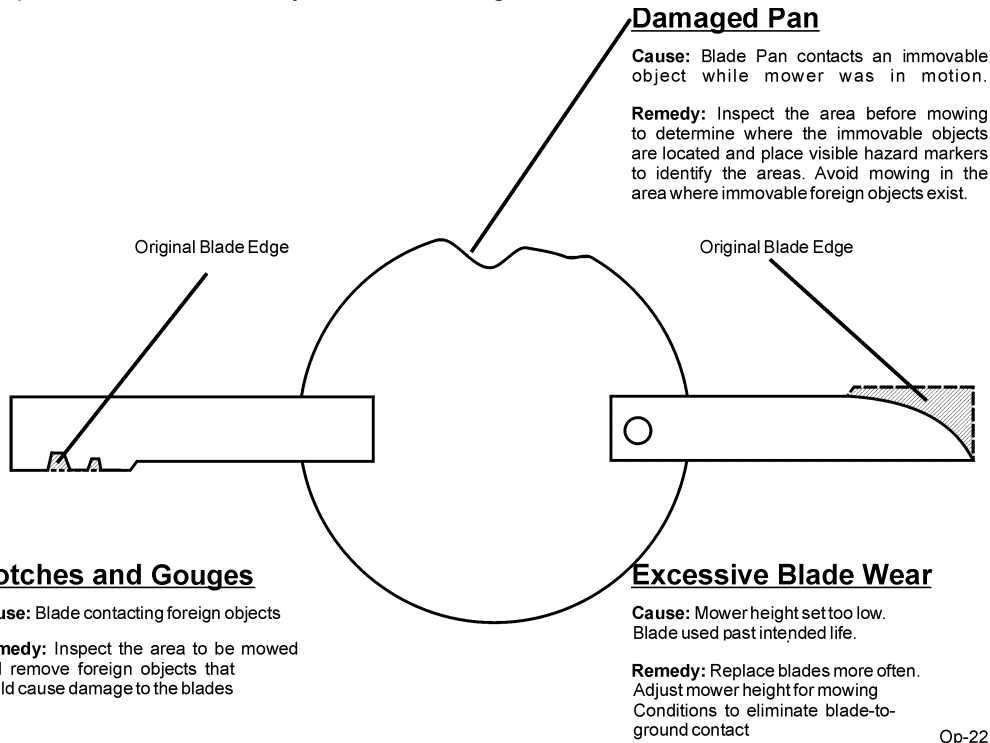 Damaged Pan
Cause: Blade Pan contacts an immovable
object while mower was in motion.
Remedy: Inspect the area before mowing
to determine where the immovable objects
are located and place visible hazard markers
to identify the areas. Avoid mowing in the
area where immovable foreign objects exist.
Original Blade Edge
Original Blade Edge
otches and Gouges
use: Blade contacting foreign objects
medy: Inspect the area to be mowed
remove foreign objects that
ld cause damage to the blades
Excessive Blade Wear
Cause: Mower height set too low.
Blade used past intended life.
Remedy: Replace blades more often.
Adjust mower height for mowing
Conditions to eliminate blade-to-
ground contact
Op-22